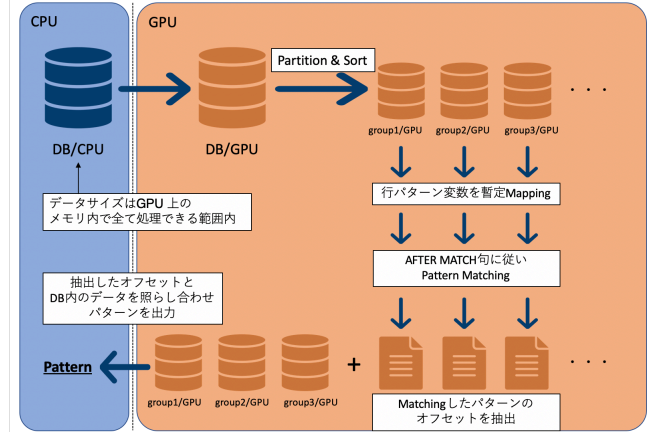 CPU
GPU
Partition & Sort
DB/CPU
DB/GPU
group1/GPU
group2/GPU
group3/GPU
・・・
データサイズはGPU 上の
メモリ内で全て処理できる範囲内
行パターン変数を暫定Mapping
AFTER MATCH句に従い
Pattern Matching
抽出したオフセットと
DB内のデータを照らし合わせ
パターンを出力
Pattern
group1/GPU
group2/GPU
group3/GPU
+
・・・
Matchingしたパターンの
オフセットを抽出